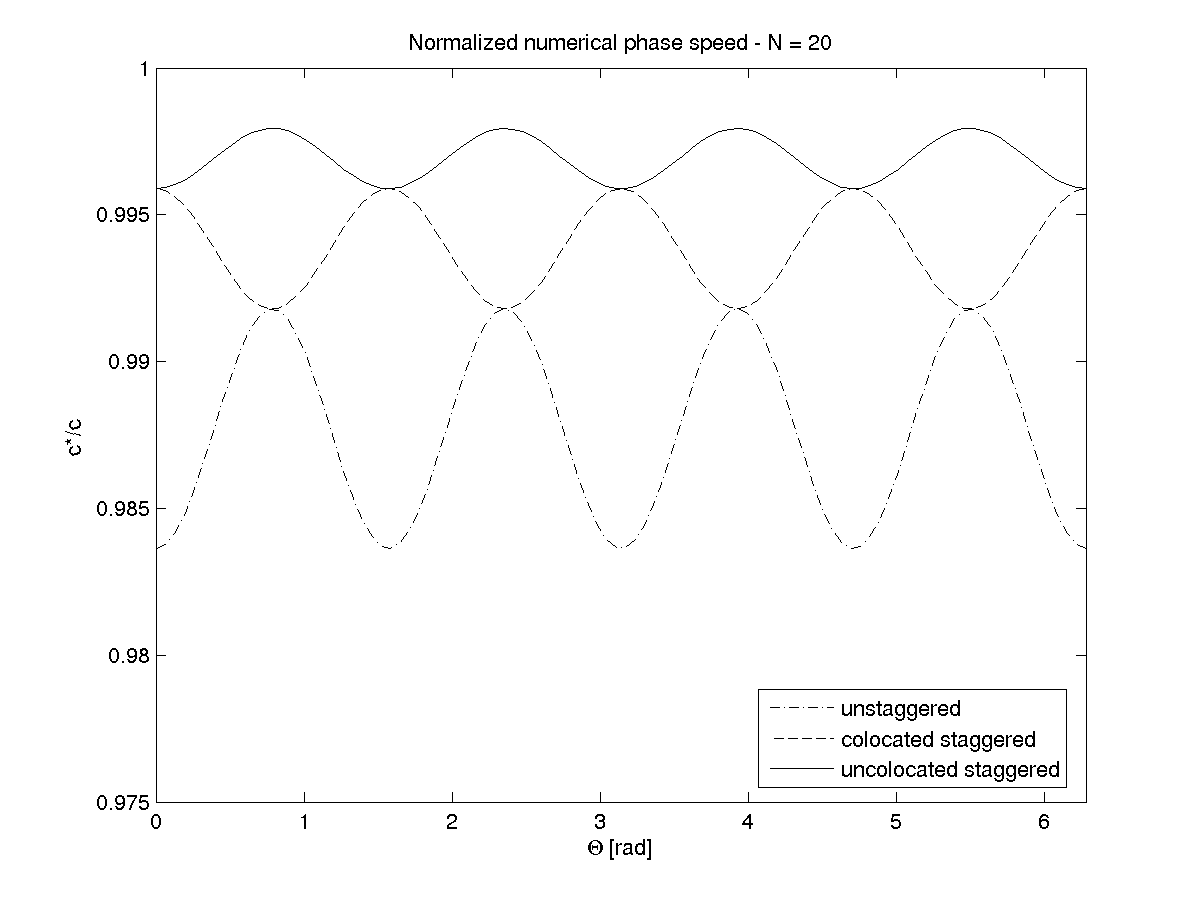 Normalized numerical phase speed - N = 20
1
0.995
0.99
0.985
0.98
0.975
c*/c
0 1 2 3 4 5 6
Θ [rad]
unstaggered
colocated staggered
uncolocated staggered